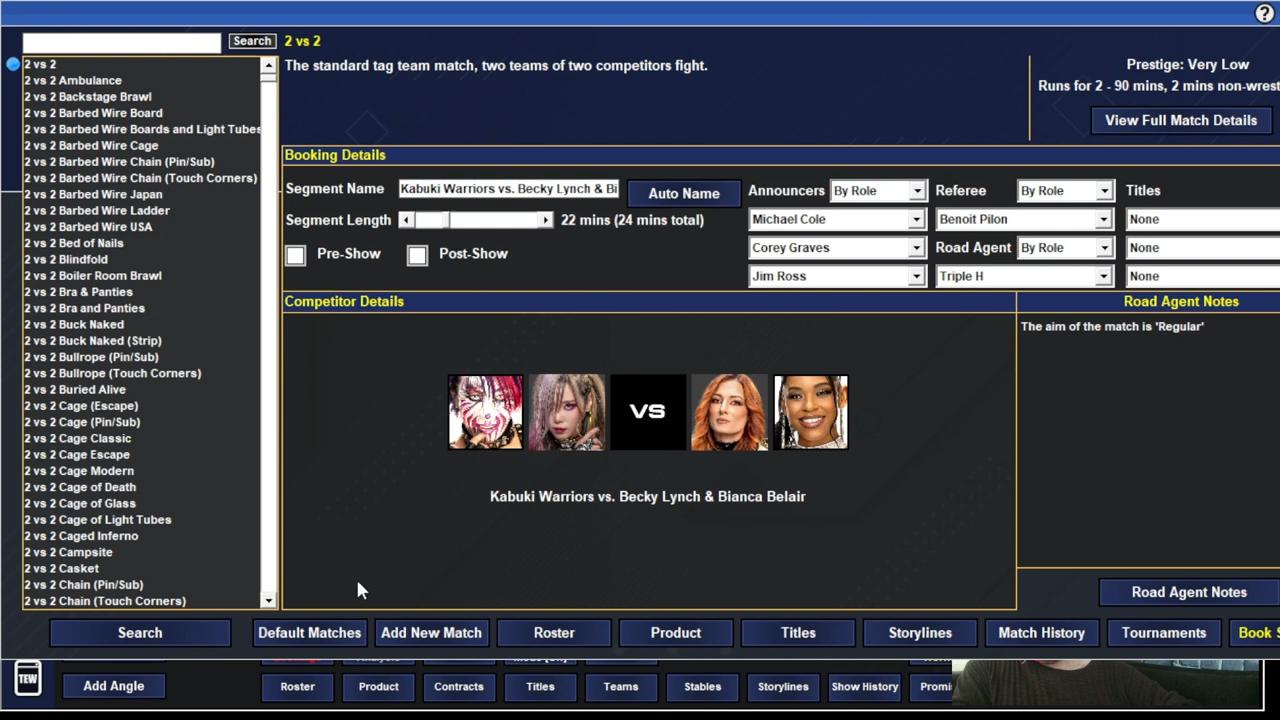 ?
Search
2 vs 2
2 vs 2
2 vs 2 Ambulance
2 vs 2 Backstage Brawl
2 vs 2 Barbed Wire Board
2 vs 2 Barbed Wire Boards and Light Tubes
2 vs 2 Barbed Wire Cage
2 vs 2 Barbed Wire Chain (Pin/Sub)
2 vs 2 Barbed Wire Chain (Touch Corners)
2 vs 2 Barbed Wire Japan
2 vs 2 Barbed Wire Ladder
2 vs 2 Barbed Wire USA
2 vs 2 Bed of Nails
2 vs 2 Blindfold
2 vs 2 Boiler Room Brawl
2 vs 2 Bra & Panties
2 vs 2 Bra and Panties
2 vs 2 Buck Naked
2 vs 2 Buck Naked (Strip)
2 vs 2 Bullrope (Pin/Sub)
2 vs 2 Bullrope (Touch Corners)
2 vs 2 Buried Alive
2 vs 2 Cage (Escape)
2 vs 2 Cage (Pin/Sub)
2 vs 2 Cage Classic
2 vs 2 Cage Escape
2 vs 2 Cage Modern
2 vs 2 Cage of Death
2 vs 2 Cage of Glass
2 vs 2 Cage of Light Tubes
2 vs 2 Caged Inferno
2 vs 2 Campsite
2 vs 2 Casket
2 vs 2 Chain (Pin/Sub)
2 vs 2 Chain (Touch Corners)
The standard tag team match, two teams of two competitors fight.
Prestige: Very Low
Runs for 2 - 90 mins, 2 mins non-wrest
View Full Match Details
Booking Details
Segment Name
Kabuki Warriors vs. Becky Lynch & Bi
Auto Name
Segment Length
22 mins (24 mins total)
Pre-Show
Post-Show
Announcers
By Role
Michael Cole
Corey Graves
Jim Ross
Referee
By Role
Benoit Pilon
Road Agent
By Role
Triple H
Titles
None
None
None
Competitor Details
VS
Kabuki Warriors vs. Becky Lynch & Bianca Belair
Road Agent Notes
The aim of the match is 'Regular'
Road Agent Notes
Search
Default Matches
Add New Match
Roster
Product
Titles
Storylines
Match History
Tournaments
Book S
TEW
Add Angle
Roster
Product
Contracts
Titles
Teams
Stables
Storylines
Show History
Promi